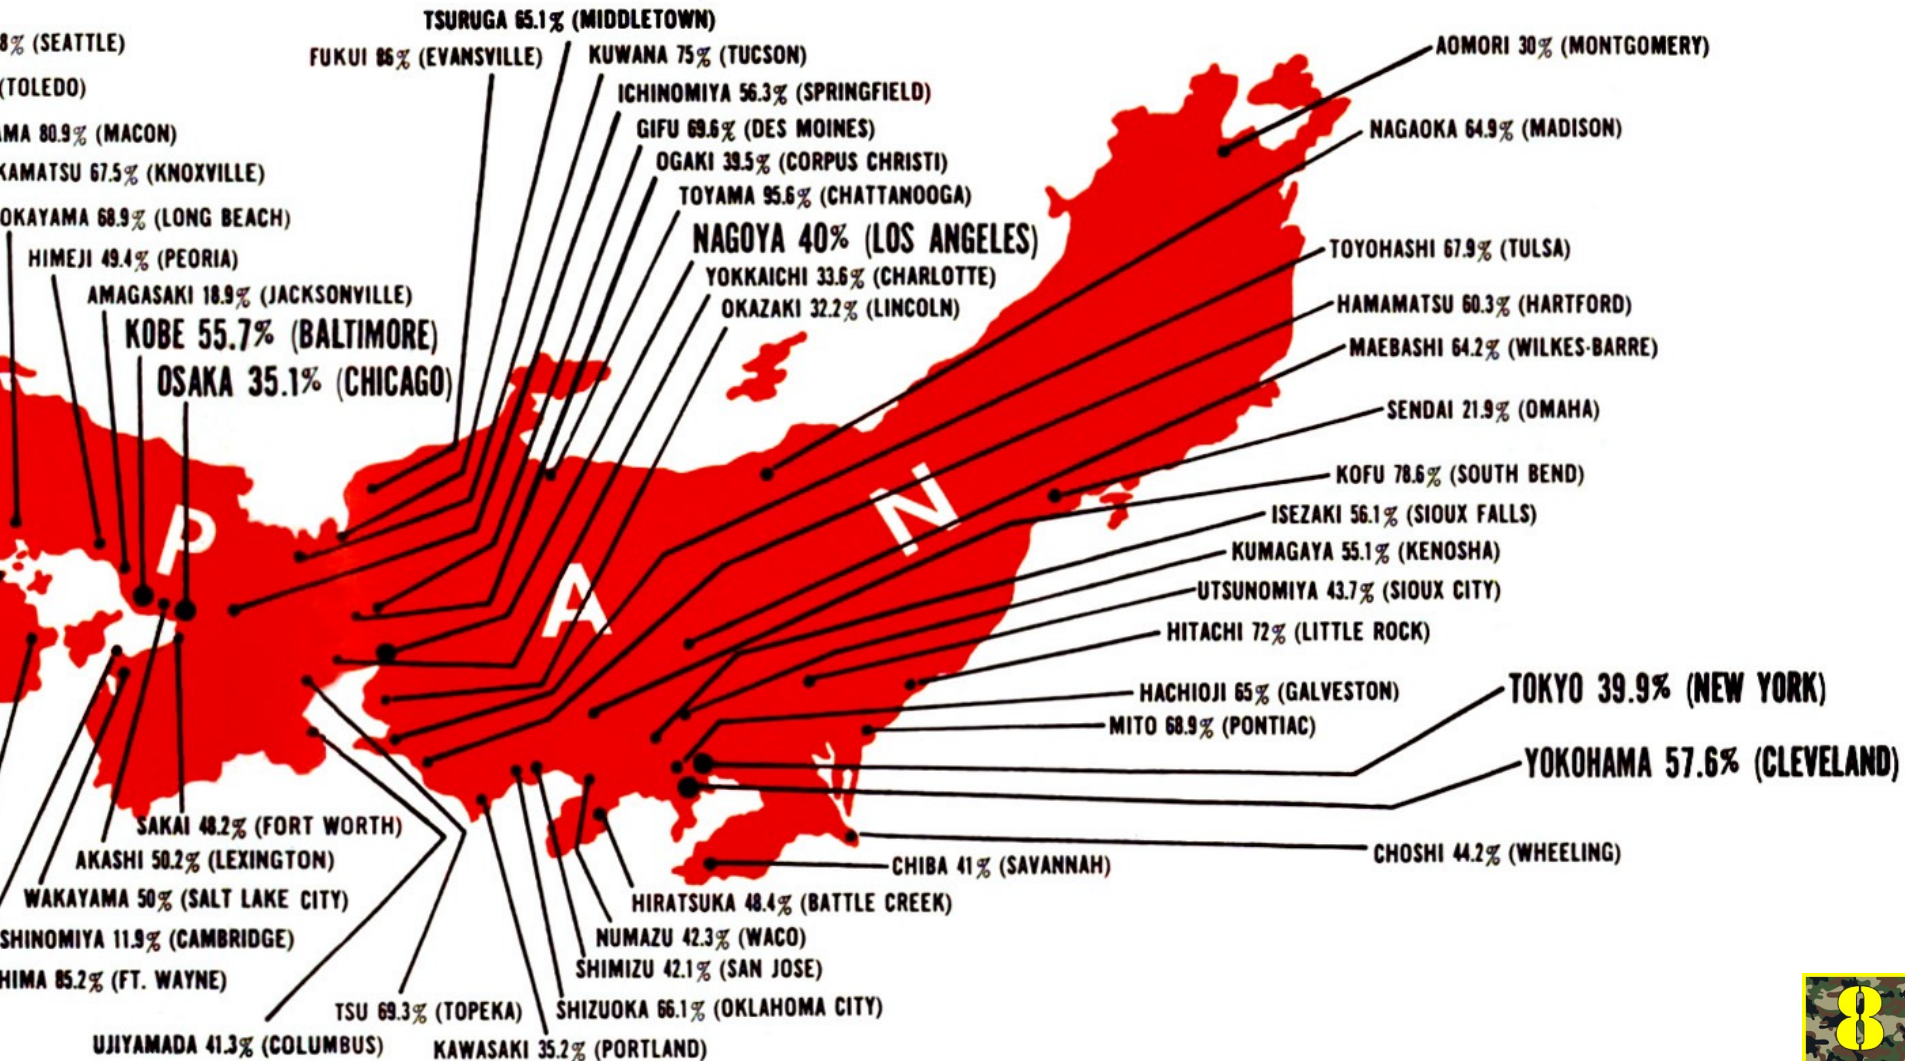 8% (SEATTLE)
(TOLEDO)
AMA 80.9% (MACON)
KAMATSU 67.5% (KNOXVILLE)
OKAYAMA 68.9% (LONG BEACH)
HIMEJI 49.4% (PEORIA)
AMAGASAKI 18.9% (JACKSONVILLE)
KOBE 55.7% (BALTIMORE)
OSAKA 35.1% (CHICAGO)
TSURUGA 65.1% (MIDDLETOWN)
FUKUI 86% (EVANSVILLE)
KUWANA 75% (TUCSON)
ICHINOMIYA 56.3% (SPRINGFIELD)
GIFU 69.6% (DES MOINES)
OGAKI 39.5% (CORPUS CHRISTI)
TOYAMA 95.6% (CHATTANOOGA)
NAGOYA 40% (LOS ANGELES)
YOKKAICHI 33.6% (CHARLOTTE)
OKAZAKI 32.2% (LINCOLN)
AOMORI 30% (MONTGOMERY)
NAGAOKA 64.9% (MADISON)
TOYOHASHI 67.9% (TULSA)
HAMAMATSU 60.3% (HARTFORD)
MAEBASHI 64.2% (WILKES-BARRE)
SENDAI 21.9% (OMAHA)
KOFU 78.6% (SOUTH BEND)
ISEZAKI 56.1% (SIOUX FALLS)
KUMAGAYA 55.1% (KENOSHA)
UTSUNOMIYA 43.7% (SIOUX CITY)
HITACHI 72% (LITTLE ROCK)
HACHIOJI 65% (GALVESTON)
MITO 68.9% (PONTIAC)
TOKYO 39.9% (NEW YORK)
YOKOHAMA 57.6% (CLEVELAND)
CHOSHI 44.2% (WHEELING)
CHIBA 41% (SAVANNAH)
P A N
SAKAI 48.2% (FORT WORTH)
AKASHI 50.2% (LEXINGTON)
WAKAYAMA 50% (SALT LAKE CITY)
SHINOMIYA 11.9% (CAMBRIDGE)
HIMA 85.2% (FT. WAYNE)
HIRATSUKA 48.4% (BATTLE CREEK)
NUMAZU 42.3% (WACO)
SHIMIZU 42.1% (SAN JOSE)
TSU 69.3% (TOPEKA)
SHIZUOKA 66.1% (OKLAHOMA CITY)
UJIYAMADA 41.3% (COLUMBUS)
KAWASAKI 35.2% (PORTLAND)
8